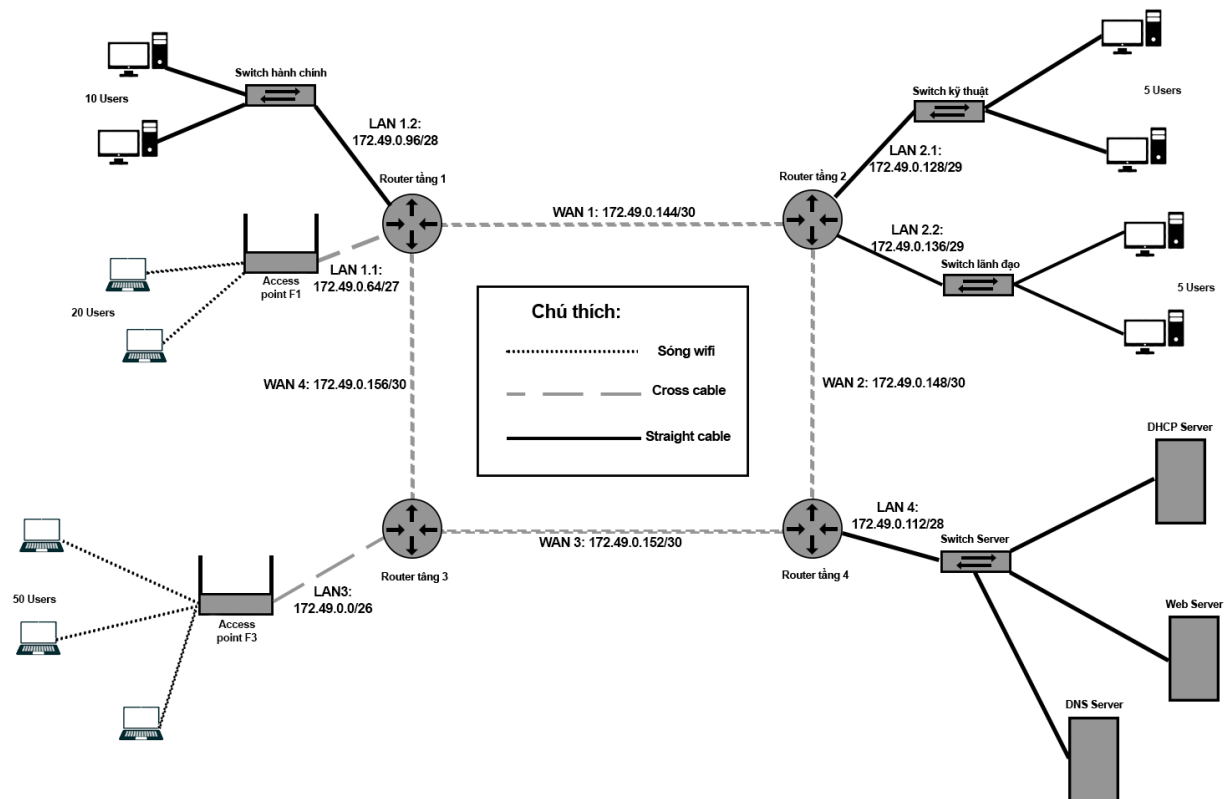 Switch hành chính
10 Users
LAN 1.2:
172.49.0.96/28
Router tầng 1
Access
point F1
LAN 1.1:
172.49.0.64/27
20 Users
WAN 1: 172.49.0.144/30
Switch kỹ thuật
5 Users
LAN 2.1:
172.49.0.128/29
Router tầng 2
LAN 2.2:
172.49.0.136/29
Switch lãnh đạo
5 Users
Chú thích:
Sóng wifi
Cross cable
Straight cable
WAN 4: 172.49.0.156/30
WAN 2: 172.49.0.148/30
Router tâng 3
LAN3:
172.49.0.0/26
50 Users
Access
point F3
WAN 3: 172.49.0.152/30
Router tầng 4
LAN 4:
172.49.0.112/28
Switch Server
DHCP Server
Web Server
DNS Server